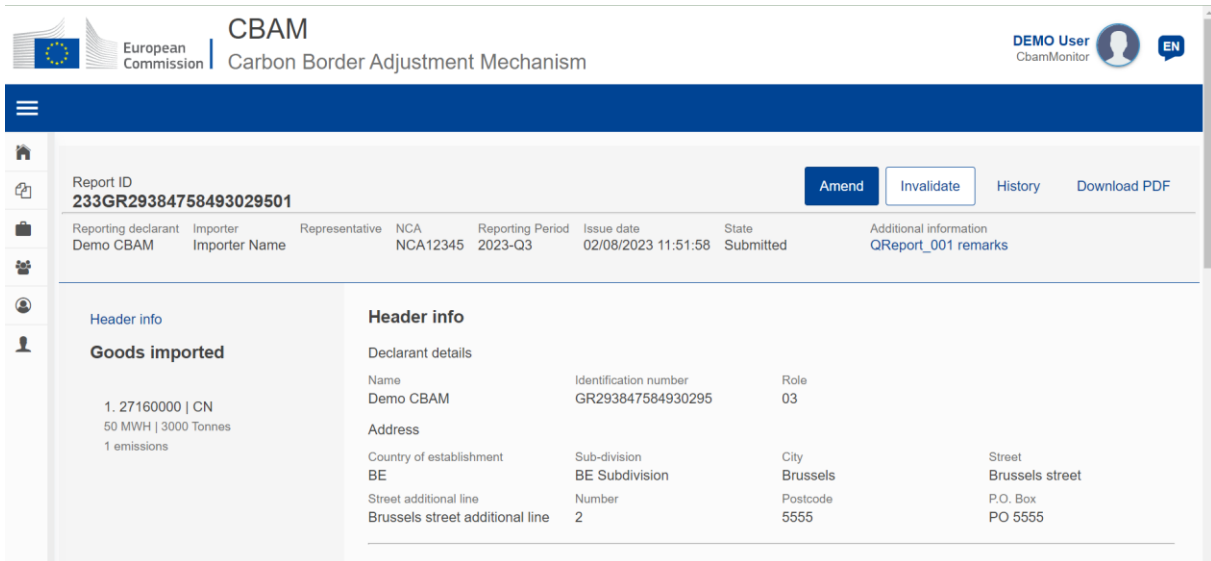 European
Commission
CBAM
Carbon Border Adjustment Mechanism
DEMO User
CbamMonitor
EN
Report ID
233GR29384758493029501
Amend
Invalidate
History
Download PDF
Reporting declarant Importer Representative NCA Reporting Period Issue date State Additional information
Demo CBAM Importer Name NCA12345 2023-Q3 02/08/2023 11:51:58 Submitted QReport_001 remarks
Header info
Goods imported
1. 27160000 | CN
50 MWH | 3000 Tonnes
1 emissions
Header info
Declarant details
Name Identification number Role
Demo CBAM GR293847584930295 03
Address
Country of establishment Sub-division City Street
BE BE Subdivision Brussels Brussels street
Street additional line Number Postcode P.O. Box
Brussels street additional line 2 5555 PO 5555